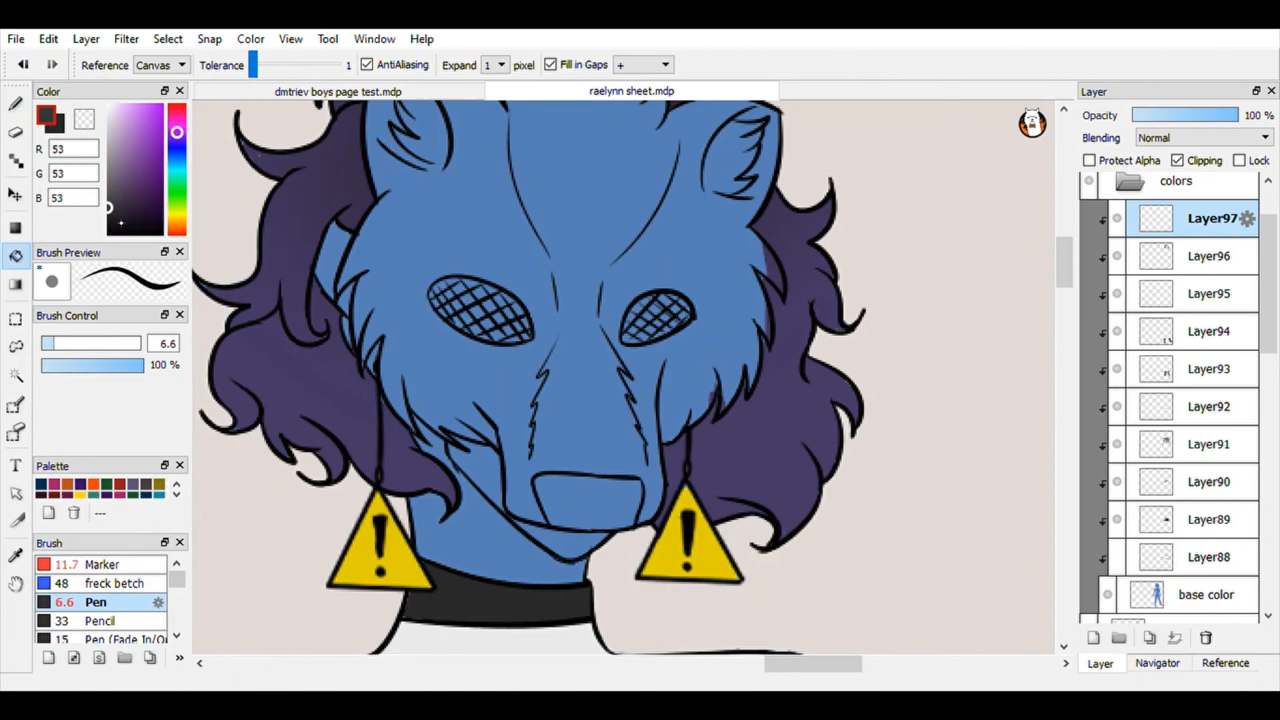 File Edit Layer Filter Select Snap Color View Tool Window Help
Reference Canvas Tolerance 1 AntiAliasing Expand 1 pixel Fill in Gaps +
Color dmtriev boys page test.mdp raelynn sheet.mdp Layer
Opacity 100 %
R 53 Blending Normal
Protect Alpha Clipping Lock
G 53 colors
B 53
Layer97
Brush Preview Layer96
Layer95
Brush Control Layer94
6.6
100 % Layer93
Layer92
Layer91
Palette Layer90
--- Layer89
! !
Brush Layer88
11.7 Marker
48 freck betch base color
6.6 Pen
33 Pencil
15 Pen (Fade In/O
Layer Navigator Reference